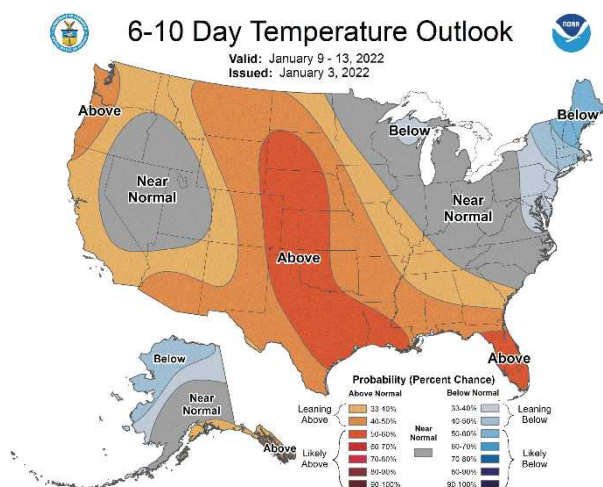 6-10 Day Temperature Outlook
Valid: January 9 - 13, 2022
Issued: January 3, 2022
NOAA
Above
Near
Normal
Above
Below
Near
Normal
Below
Above
Below
Near
Normal
Above
Probability (Percent Chance)
Above Normal
Below Normal
Leaning
Above
Likely
Above
33-40%
40-50%
50-60%
60-70%
70-80%
80-90%
90-100%
Near
Normal
33-40%
40-50%
50-60%
60-70%
70-80%
80-90%
90-100%
Leaning
Below
Likely
Below